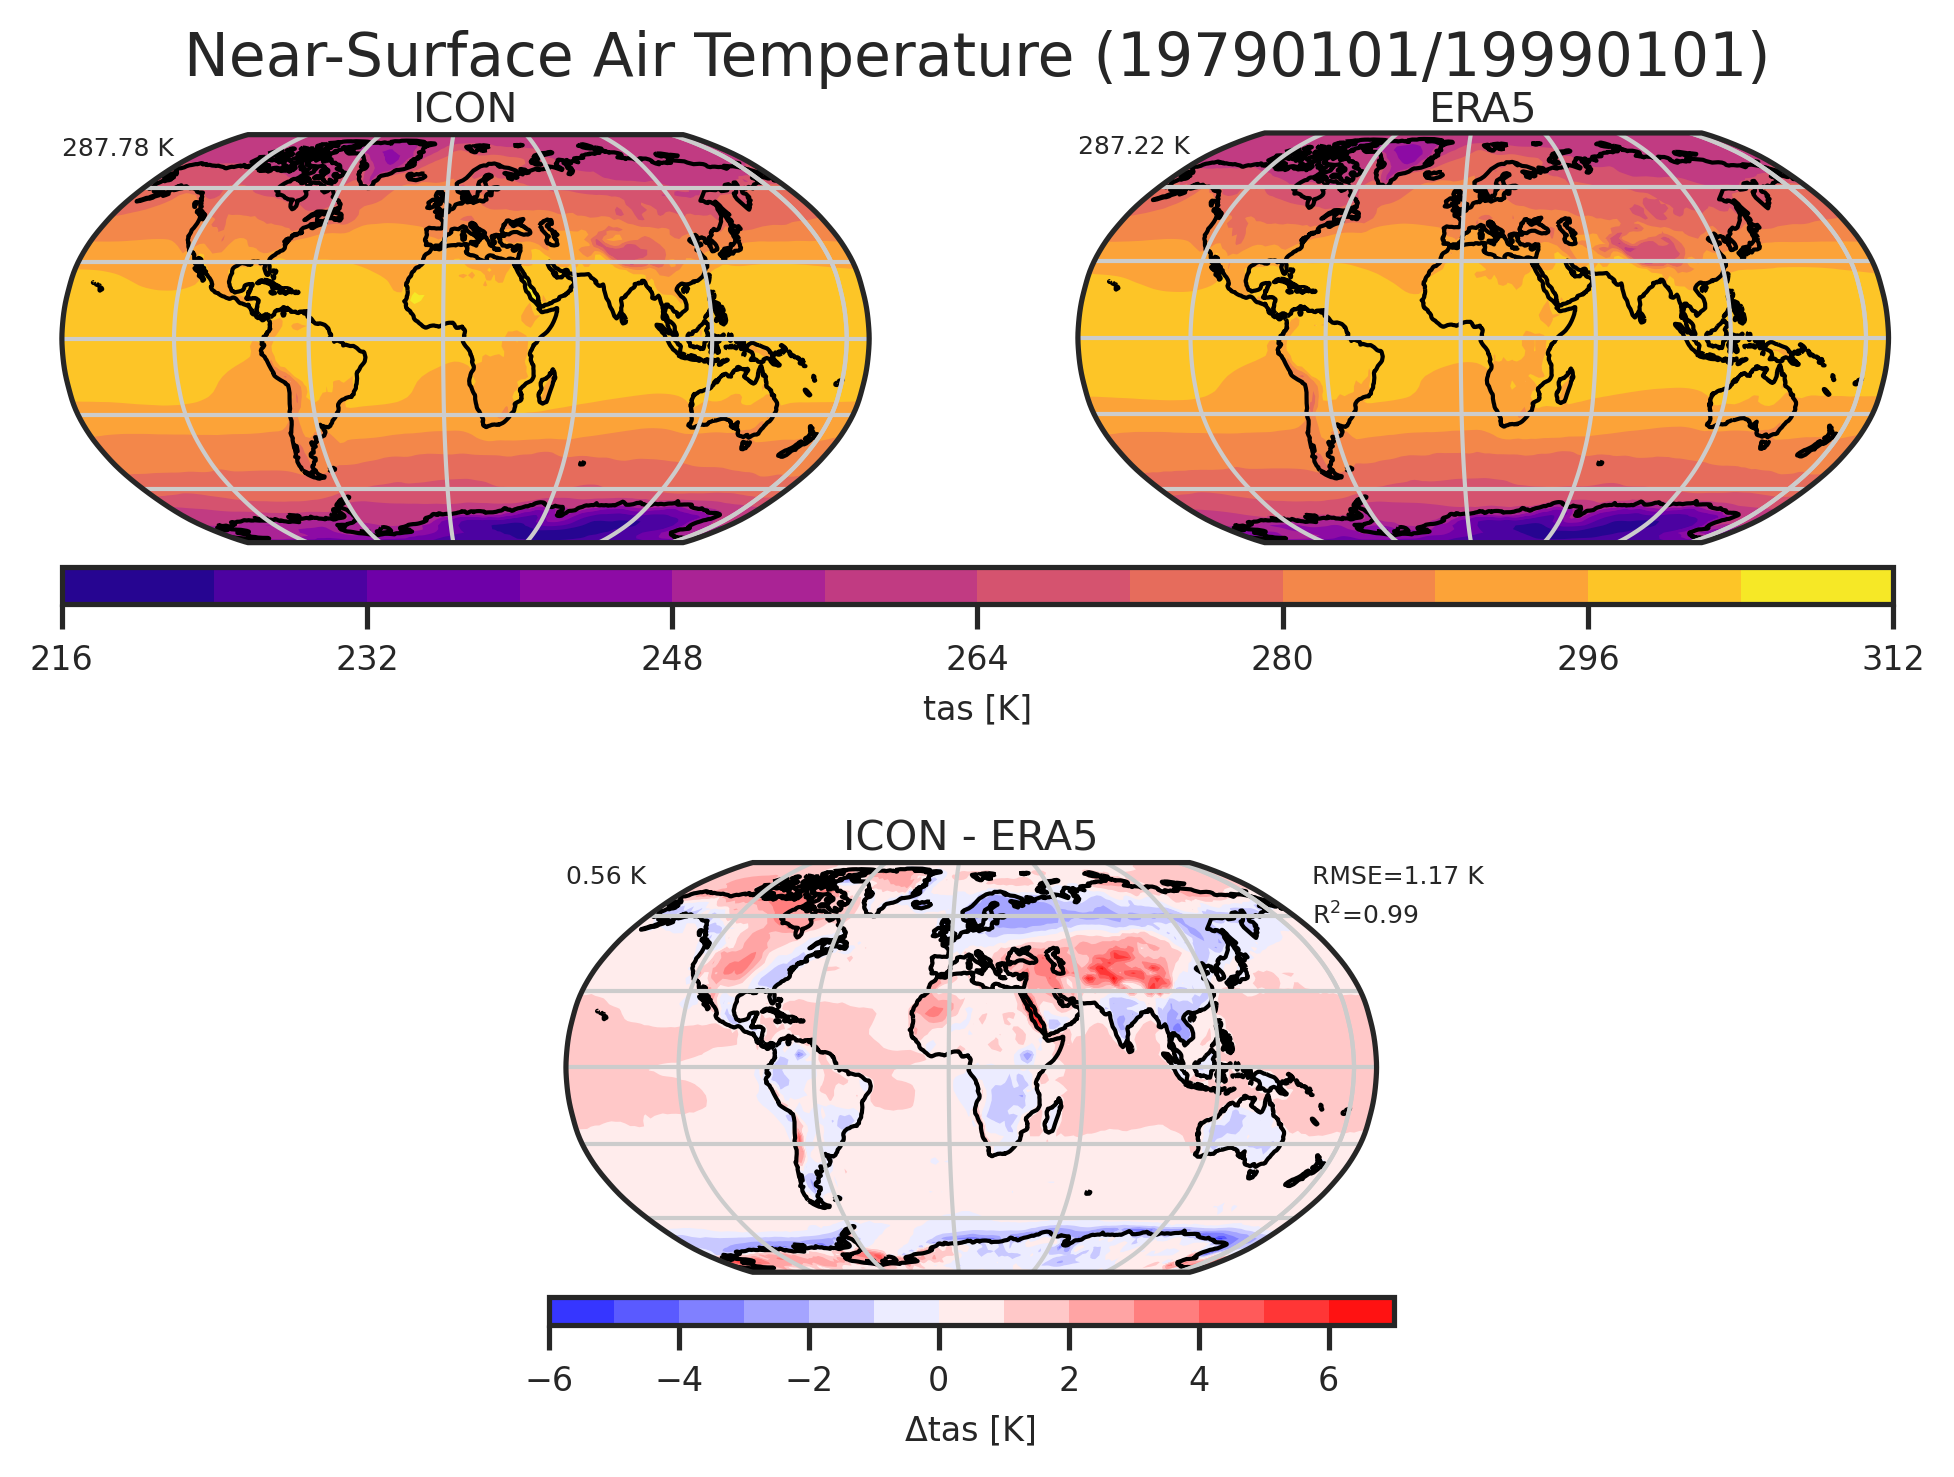 Near-Surface Air Temperature (19790101/19990101)
ICON
ERA5
287.78 K
287.22 K
216 232 248 264 280 296 312
tas [K]
ICON - ERA5
0.56 K
RMSE=1.17 K
R²=0.99
−6 −4 −2 0 2 4 6
Δtas [K]